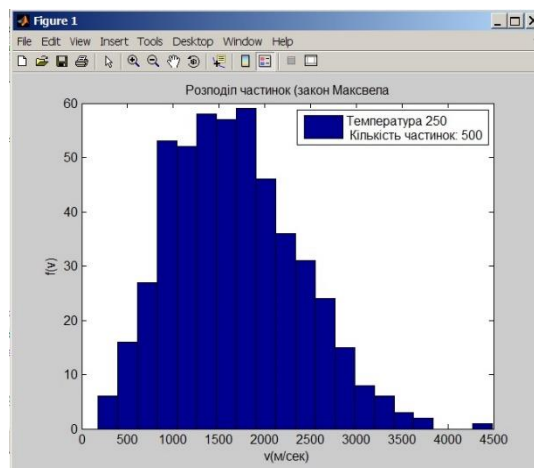 Figure 1
File Edit View Insert Tools Desktop Window Help
Розподіл частинок (закон Максвела
Температура 250
Кількість частинок: 500
f(v)
60
50
40
30
20
10
0
0 500 1000 1500 2000 2500 3000 3500 4000 4500
v(м/сек)